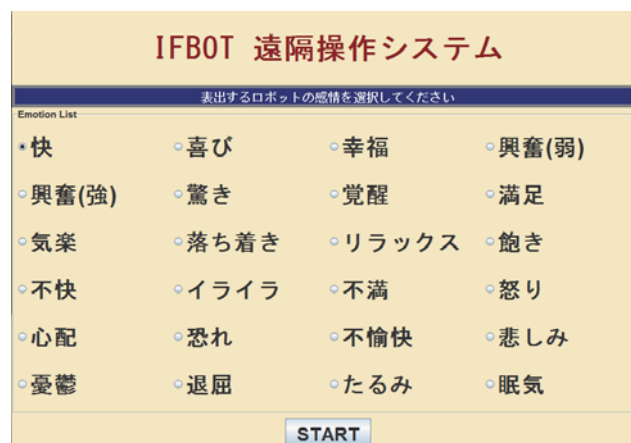 IFBOT 遠隔操作システム
表出するロボットの感情を選択してください
Emotion List
快 喜び 幸福 興奮(弱)
興奮(強) 驚き 覚醒 満足
気楽 落ち着き リラックス 飽き
不快 イライラ 不満 怒り
心配 恐れ 不愉快 悲しみ
憂鬱 退屈 たるみ 眠気
START